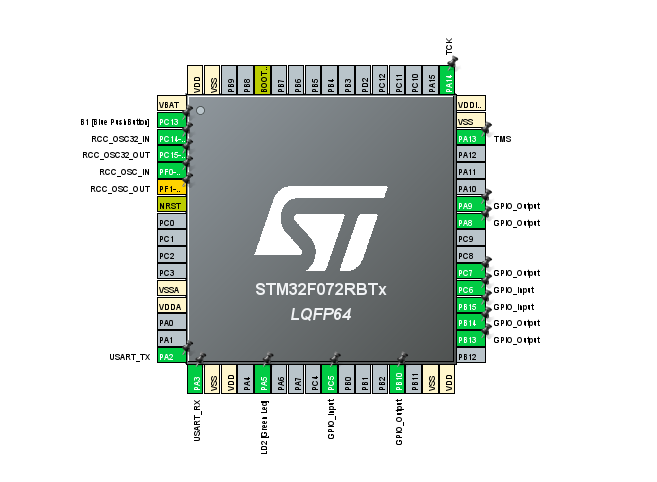 TCK
VDD
VSS
PB9
PB8
BOOT..
PB7
PB6
PB5
PB4
PB3
PD2
PC12
PC11
PC10
PA15
PA14
VBAT
VDDI..
B1 [Blue PushButton]
PC13..
VSS
RCC_OSC32_IN
PC14-..
PA13
TMS
RCC_OSC32_OUT
PC15-..
PA12
RCC_OSC_IN
PF0-..
PA11
RCC_OSC_OUT
PF1-..
PA10
NRST
PA9
GPIO_Output
PC0
PA8
GPIO_Output
PC1
PC9
PC2
PC8
PC3
PC7
GPIO_Output
VSSA
PC6
GPIO_Input
VDDA
PB15
GPIO_Input
PA0
PB14
GPIO_Output
PA1
PB13
GPIO_Output
USART_TX
PA2
PB12
ST
STM32F072RBTx
LQFP64
PA3
VSS
VDD
PA4
PA5
PA6
PA7
PC4
PC5
PB0
PB1
PB2
PB10
PB11
VSS
VDD
USART_RX
LD2 [Green Led]
GPIO_Input
GPIO_Output